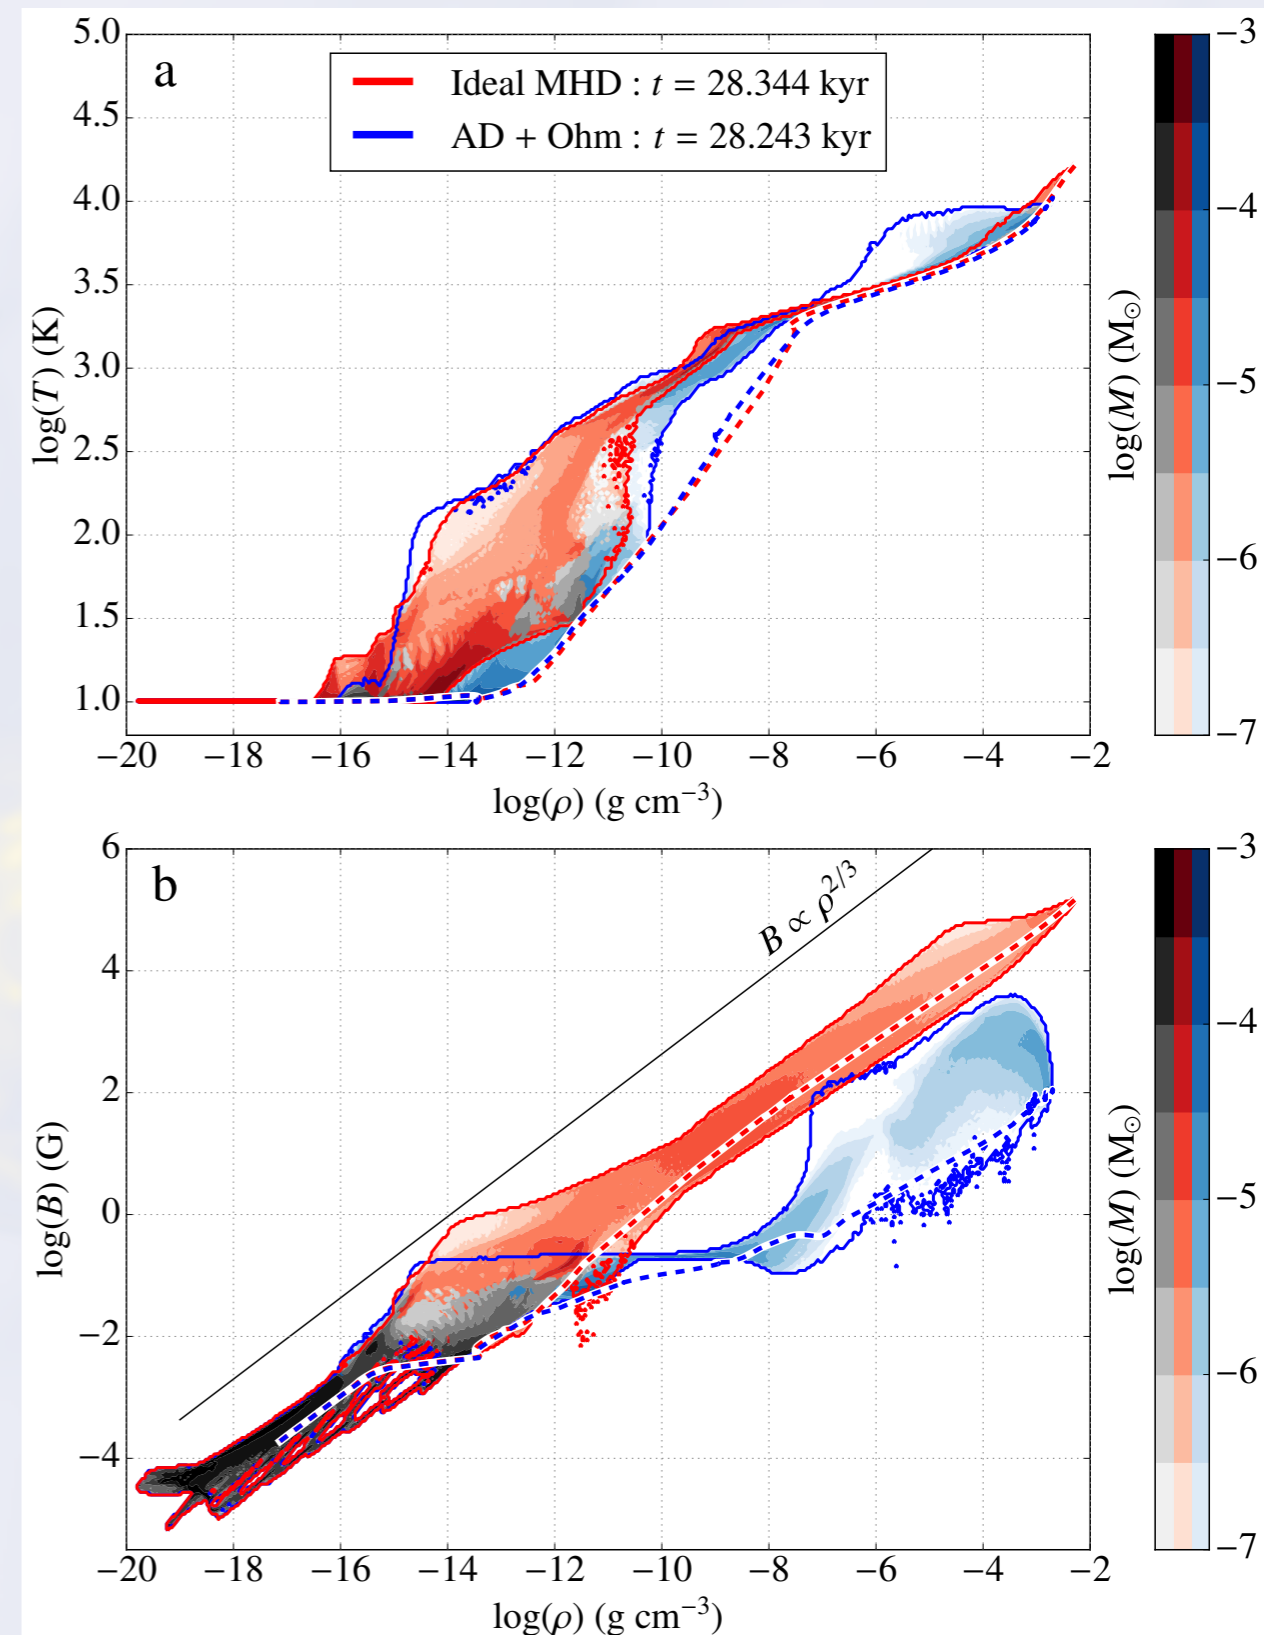 a
Ideal MHD : t = 28.344 kyr
AD + Ohm : t = 28.243 kyr
5.0
4.5
4.0
3.5
3.0
2.5
2.0
1.5
1.0
log(T) (K)
−20 −18 −16 −14 −12 −10 −8 −6 −4 −2
log(ρ) (g cm⁻³)
−3
−4
−5
−6
−7
log(M) (M☉)
b
B ∝ ρ^{2/3}
6
4
2
0
−2
−4
log(B) (G)
−20 −18 −16 −14 −12 −10 −8 −6 −4 −2
log(ρ) (g cm⁻³)
−3
−4
−5
−6
−7
log(M) (M☉)